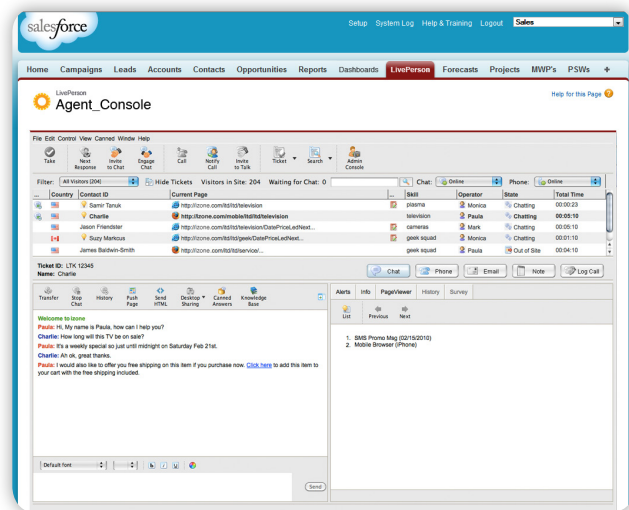 salesforce
Setup System Log Help & Training Logout Sales
Home Campaigns Leads Accounts Contacts Opportunities Reports Dashboards LivePerson Forecasts Projects MWP's PSWs +
LivePerson
Agent_Console
Help for this Page
File Edit Control View Canned Windw Help
Take Next Response Invite to Chat Engage Chat Call Notify Call Invite to Talk Ticket Search Admin Console
Filter: All Visitors (204) Hide Tickets Visitors in Site: 204 Waiting for Chat: 0 Chat: Online Phone: Online
... Country Contact ID Current Page ... Skill Operator State Total Time
Samir Tanuk http://izone.com/ltd/ltd/television plasma Monica Chatting 00:00:23
Charlie http://izone.com/moble/ltd/ltd/television television Paula Chatting 00:05:10
Jason Friendster http://izone.com/ltd/ltd/television/DatePriceLedNext... cameras Mark Chatting 00:05:10
Suzy Markcus http://izone.com/ltd/ltd/geek/DatePriceLedNext... geek squad Monica Chatting 00:01:10
James Baldwin-Smith http://izone.com/ltd/ltd/service/... geek squad Paula Out of Site 00:04:10
Ticket ID: LTK 12345
Name: Charlie
Chat Phone Email Note Log Call
Transfer Stop Chat History Push Page Send HTML Desktop Sharing Canned Answers Knowledge Base
Alerts Info PageViewer History Survey
List Previous Next
Welcome to izone
Paula: Hi, My name is Paula, how can I help you?
Charlie: How long will this TV be on sale?
Paula: It's a weekly special so just until midnight on Saturday Feb 21st.
Charlie: Ah ok, great thanks.
Paula: I would also like to offer you free shipping on this item if you purchase now. Click here to add this item to
your cart with the free shipping included.
1. SMS Promo Msg (02/15/2010)
2. Mobile Browser (iPhone)
Default font b i U
Send